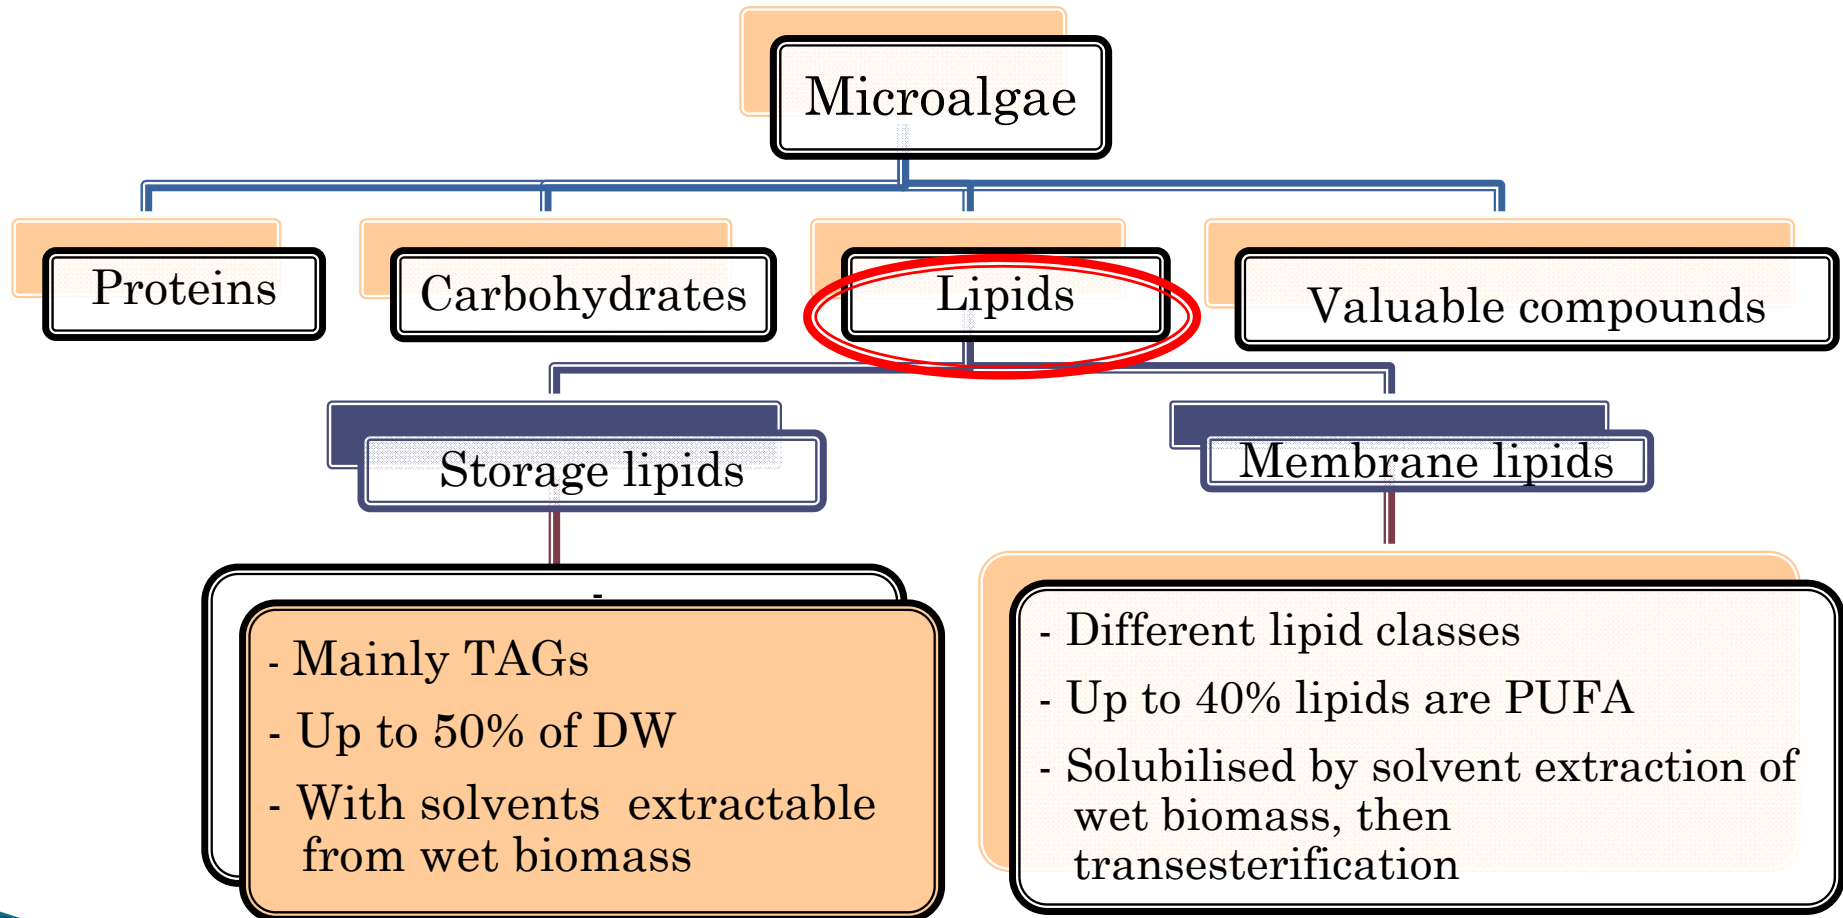 Microalgae
Proteins
Carbohydrates
Lipids
Valuable compounds
Storage lipids
Membrane lipids
-
- Mainly TAGs
- Up to 50% of DW
- With solvents extractable
from wet biomass
- Different lipid classes
- Up to 40% lipids are PUFA
- Solubilised by solvent extraction of
wet biomass, then
transesterification